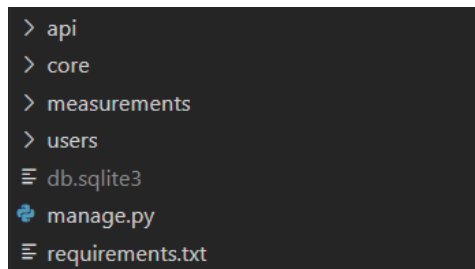 api
core
measurements
users
db.sqlite3
manage.py
requirements.txt